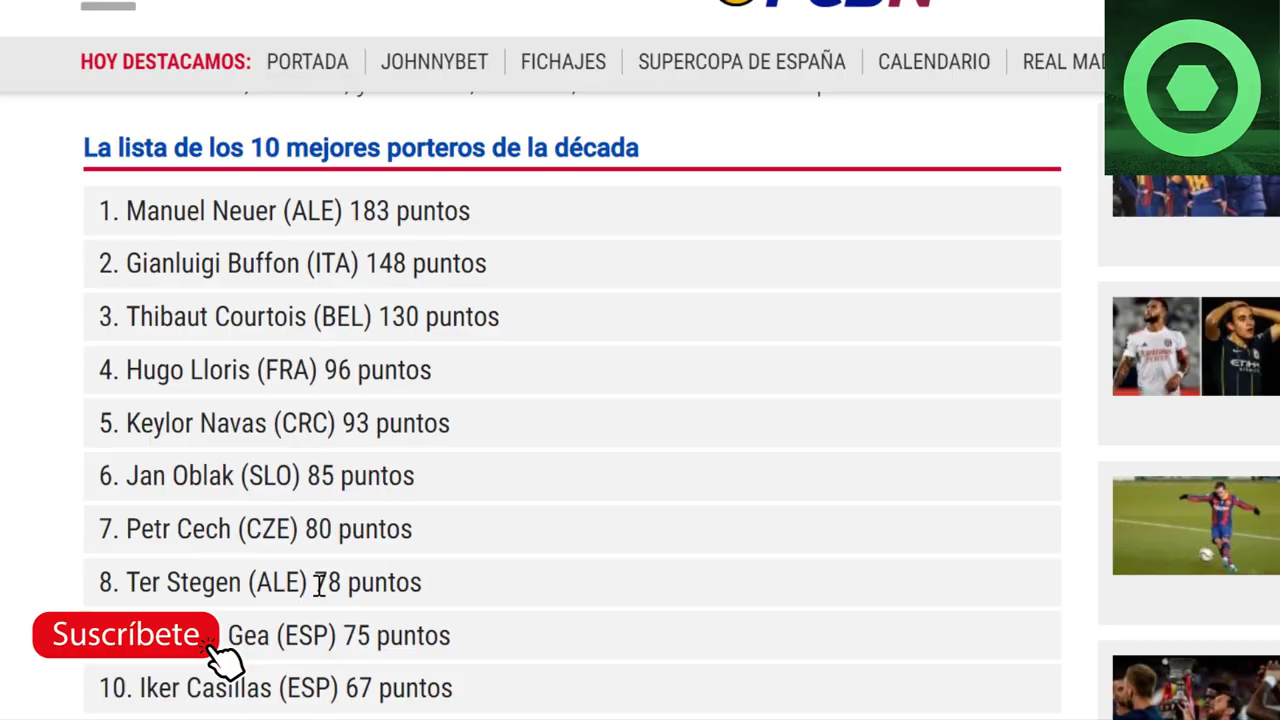 HOY DESTACAMOS: PORTADA JOHNNYBET FICHAJES SUPERCOPA DE ESPAÑA CALENDARIO REAL
La lista de los 10 mejores porteros de la década
1. Manuel Neuer (ALE) 183 puntos
2. Gianluigi Buffon (ITA) 148 puntos
3. Thibaut Courtois (BEL) 130 puntos
4. Hugo Lloris (FRA) 96 puntos
5. Keylor Navas (CRC) 93 puntos
6. Jan Oblak (SLO) 85 puntos
7. Petr Cech (CZE) 80 puntos
8. Ter Stegen (ALE) 78 puntos
Suscríbete Gea (ESP) 75 puntos
10. Iker Casillas (ESP) 67 puntos